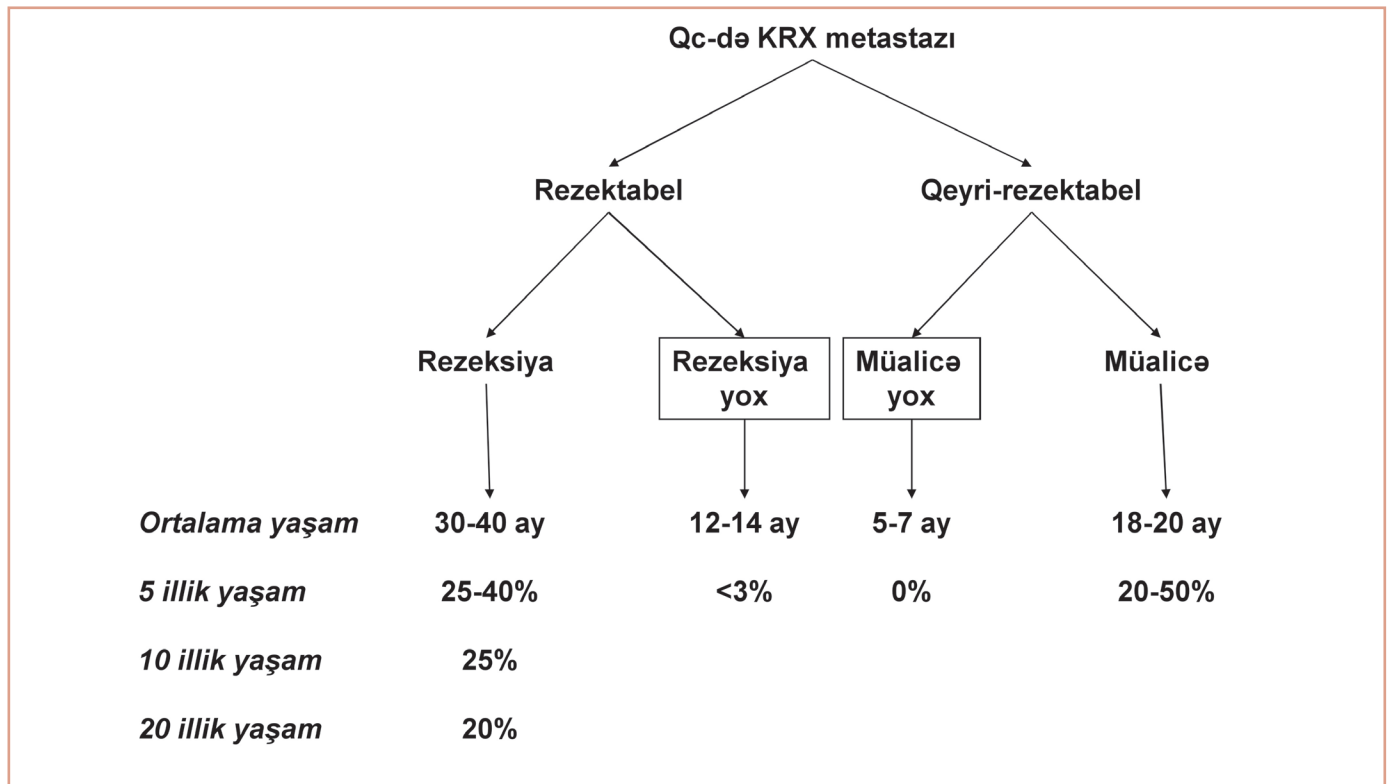 Qc-də KRX metastazı
Rezektabel Qeyri-rezektabel
Rezeksiya Rezeksiya yox Müalicə yox Müalicə
Ortalama yaşam 30-40 ay 12-14 ay 5-7 ay 18-20 ay
5 illik yaşam 25-40% <3% 0% 20-50%
10 illik yaşam 25%
20 illik yaşam 20%